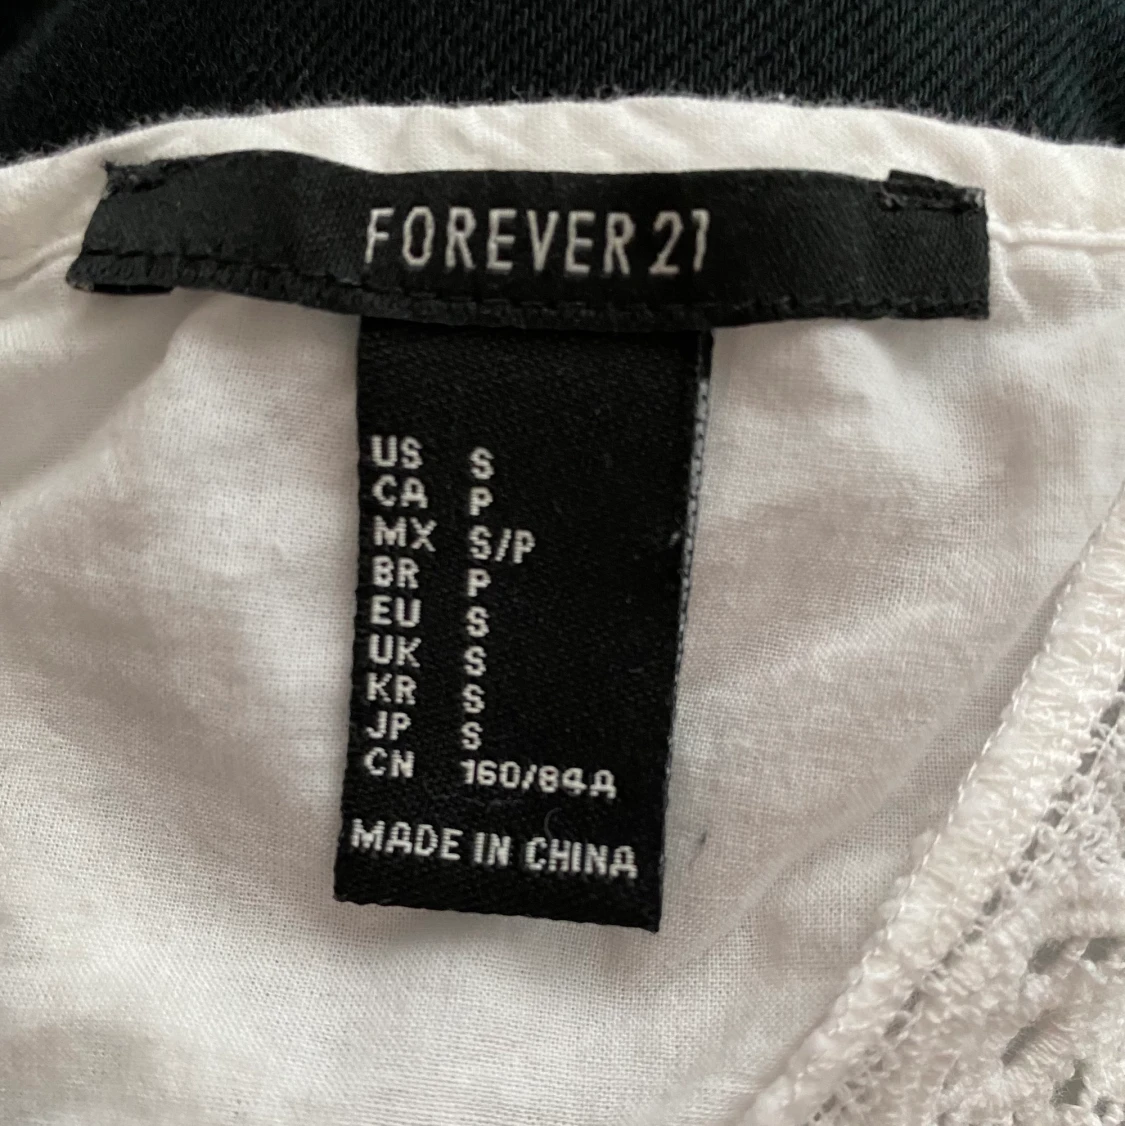 FOREVER 21
US S
CA P
MX S/P
BR P
EU S
UK S
KR S
JP S
CN 160/84A
MADE IN CHINA